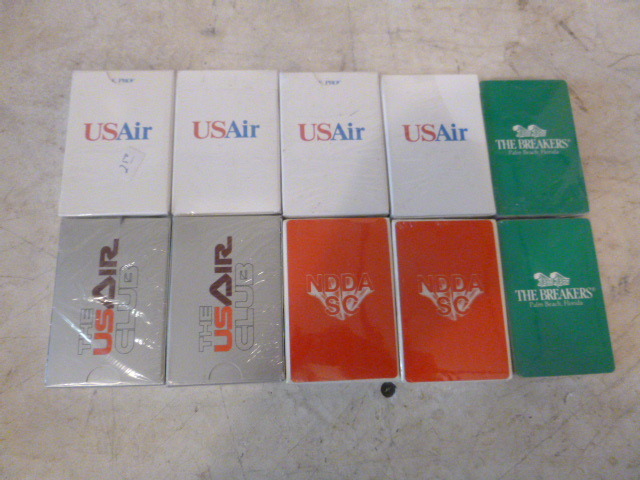 USAir
USAir
USAir
USAir
THE BREAKERS
Palm Beach, Florida
THE
USAIR
CLUB
THE
USAIR
CLUB
NDDA
SC
NDDA
SC
THE BREAKERS
Palm Beach, Florida